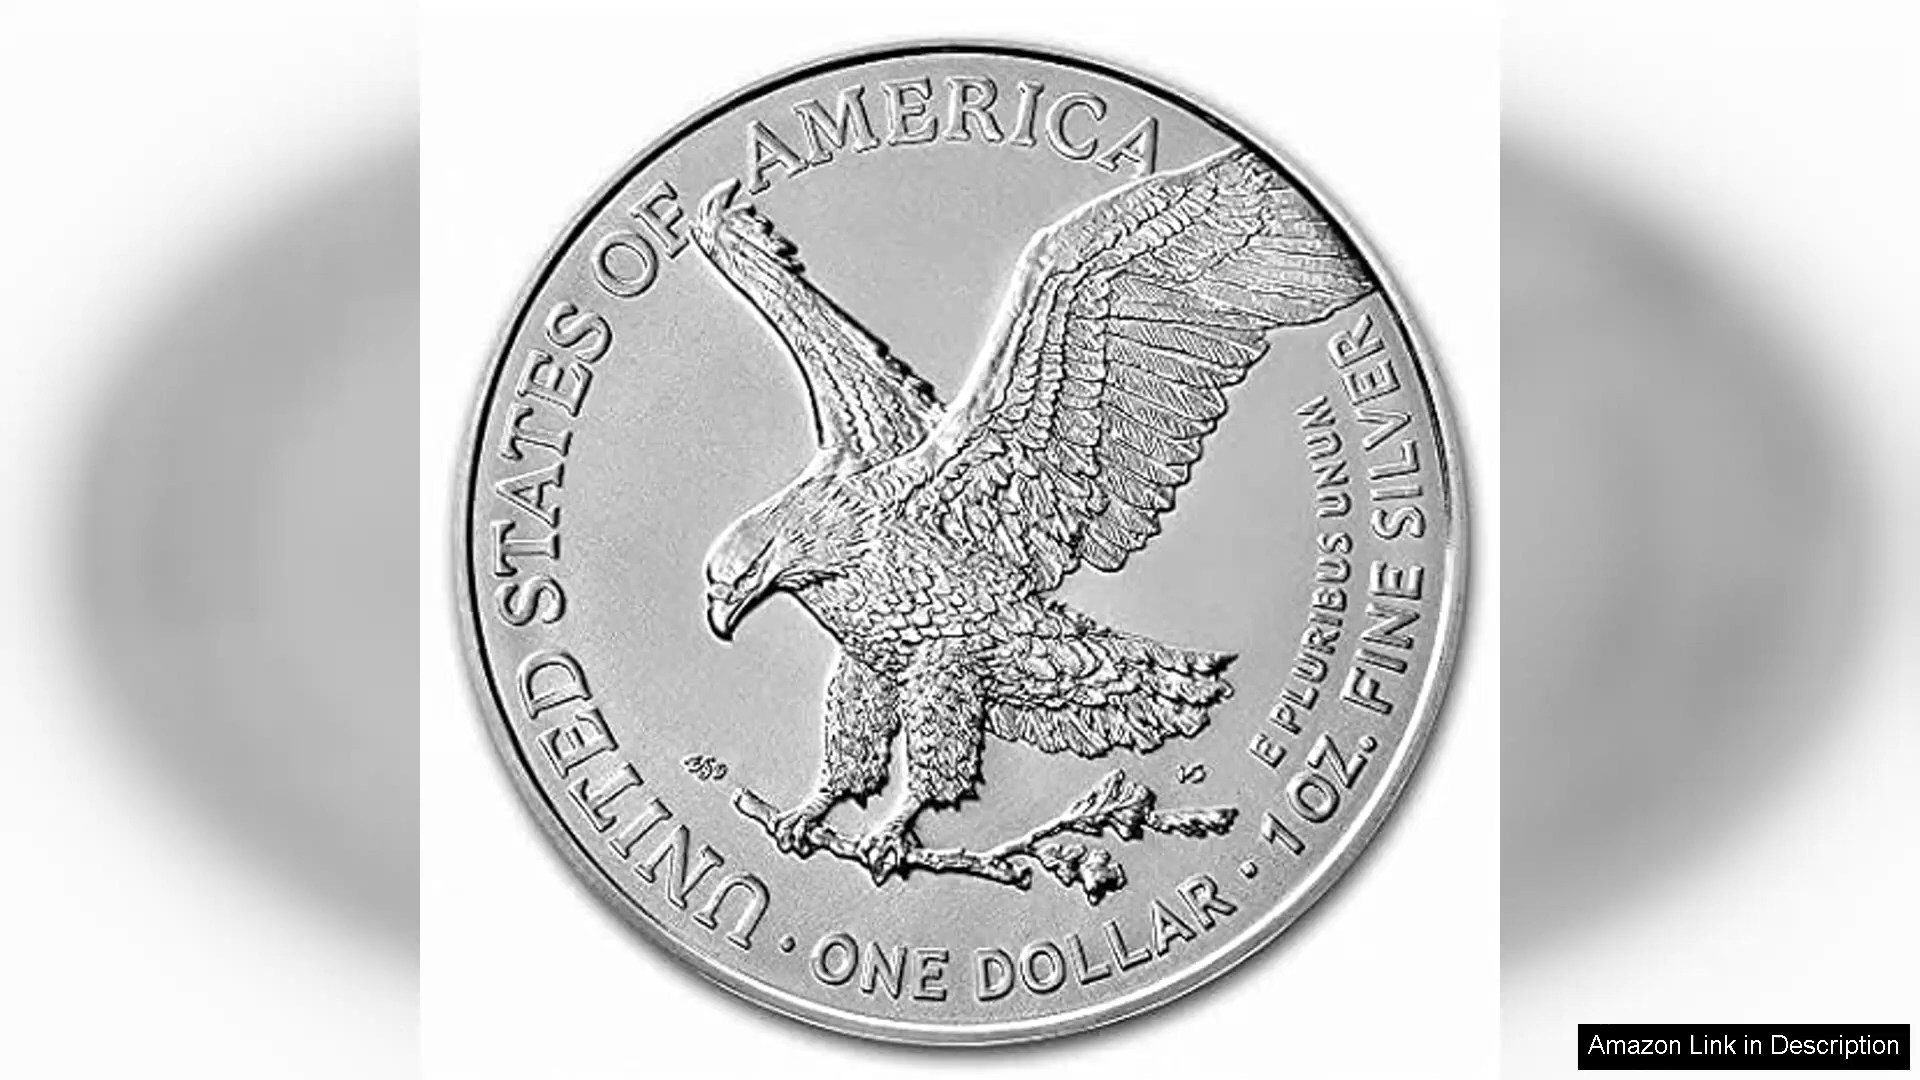 UNITED STATES OF AMERICA
E PLURIBUS UNUM
1 OZ. FINE SILVER
· ONE DOLLAR ·
Amazon Link in Description